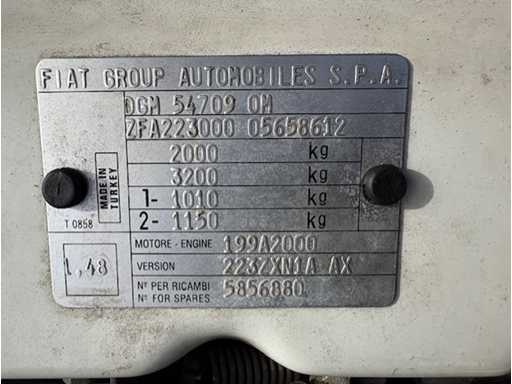 FIAT GROUP AUTOMOBILES S.P.A.
DGM 54709 OM
ZFA223000 05658612
2000 kg
3200 kg
1- 1010 kg
2- 1150 kg
MADE IN TURKEY
T 0858
1,48
MOTORE - ENGINE 199A2000
VERSION 223ZXN1A AX
N° PER RICAMBI
N° FOR SPARES 5856880